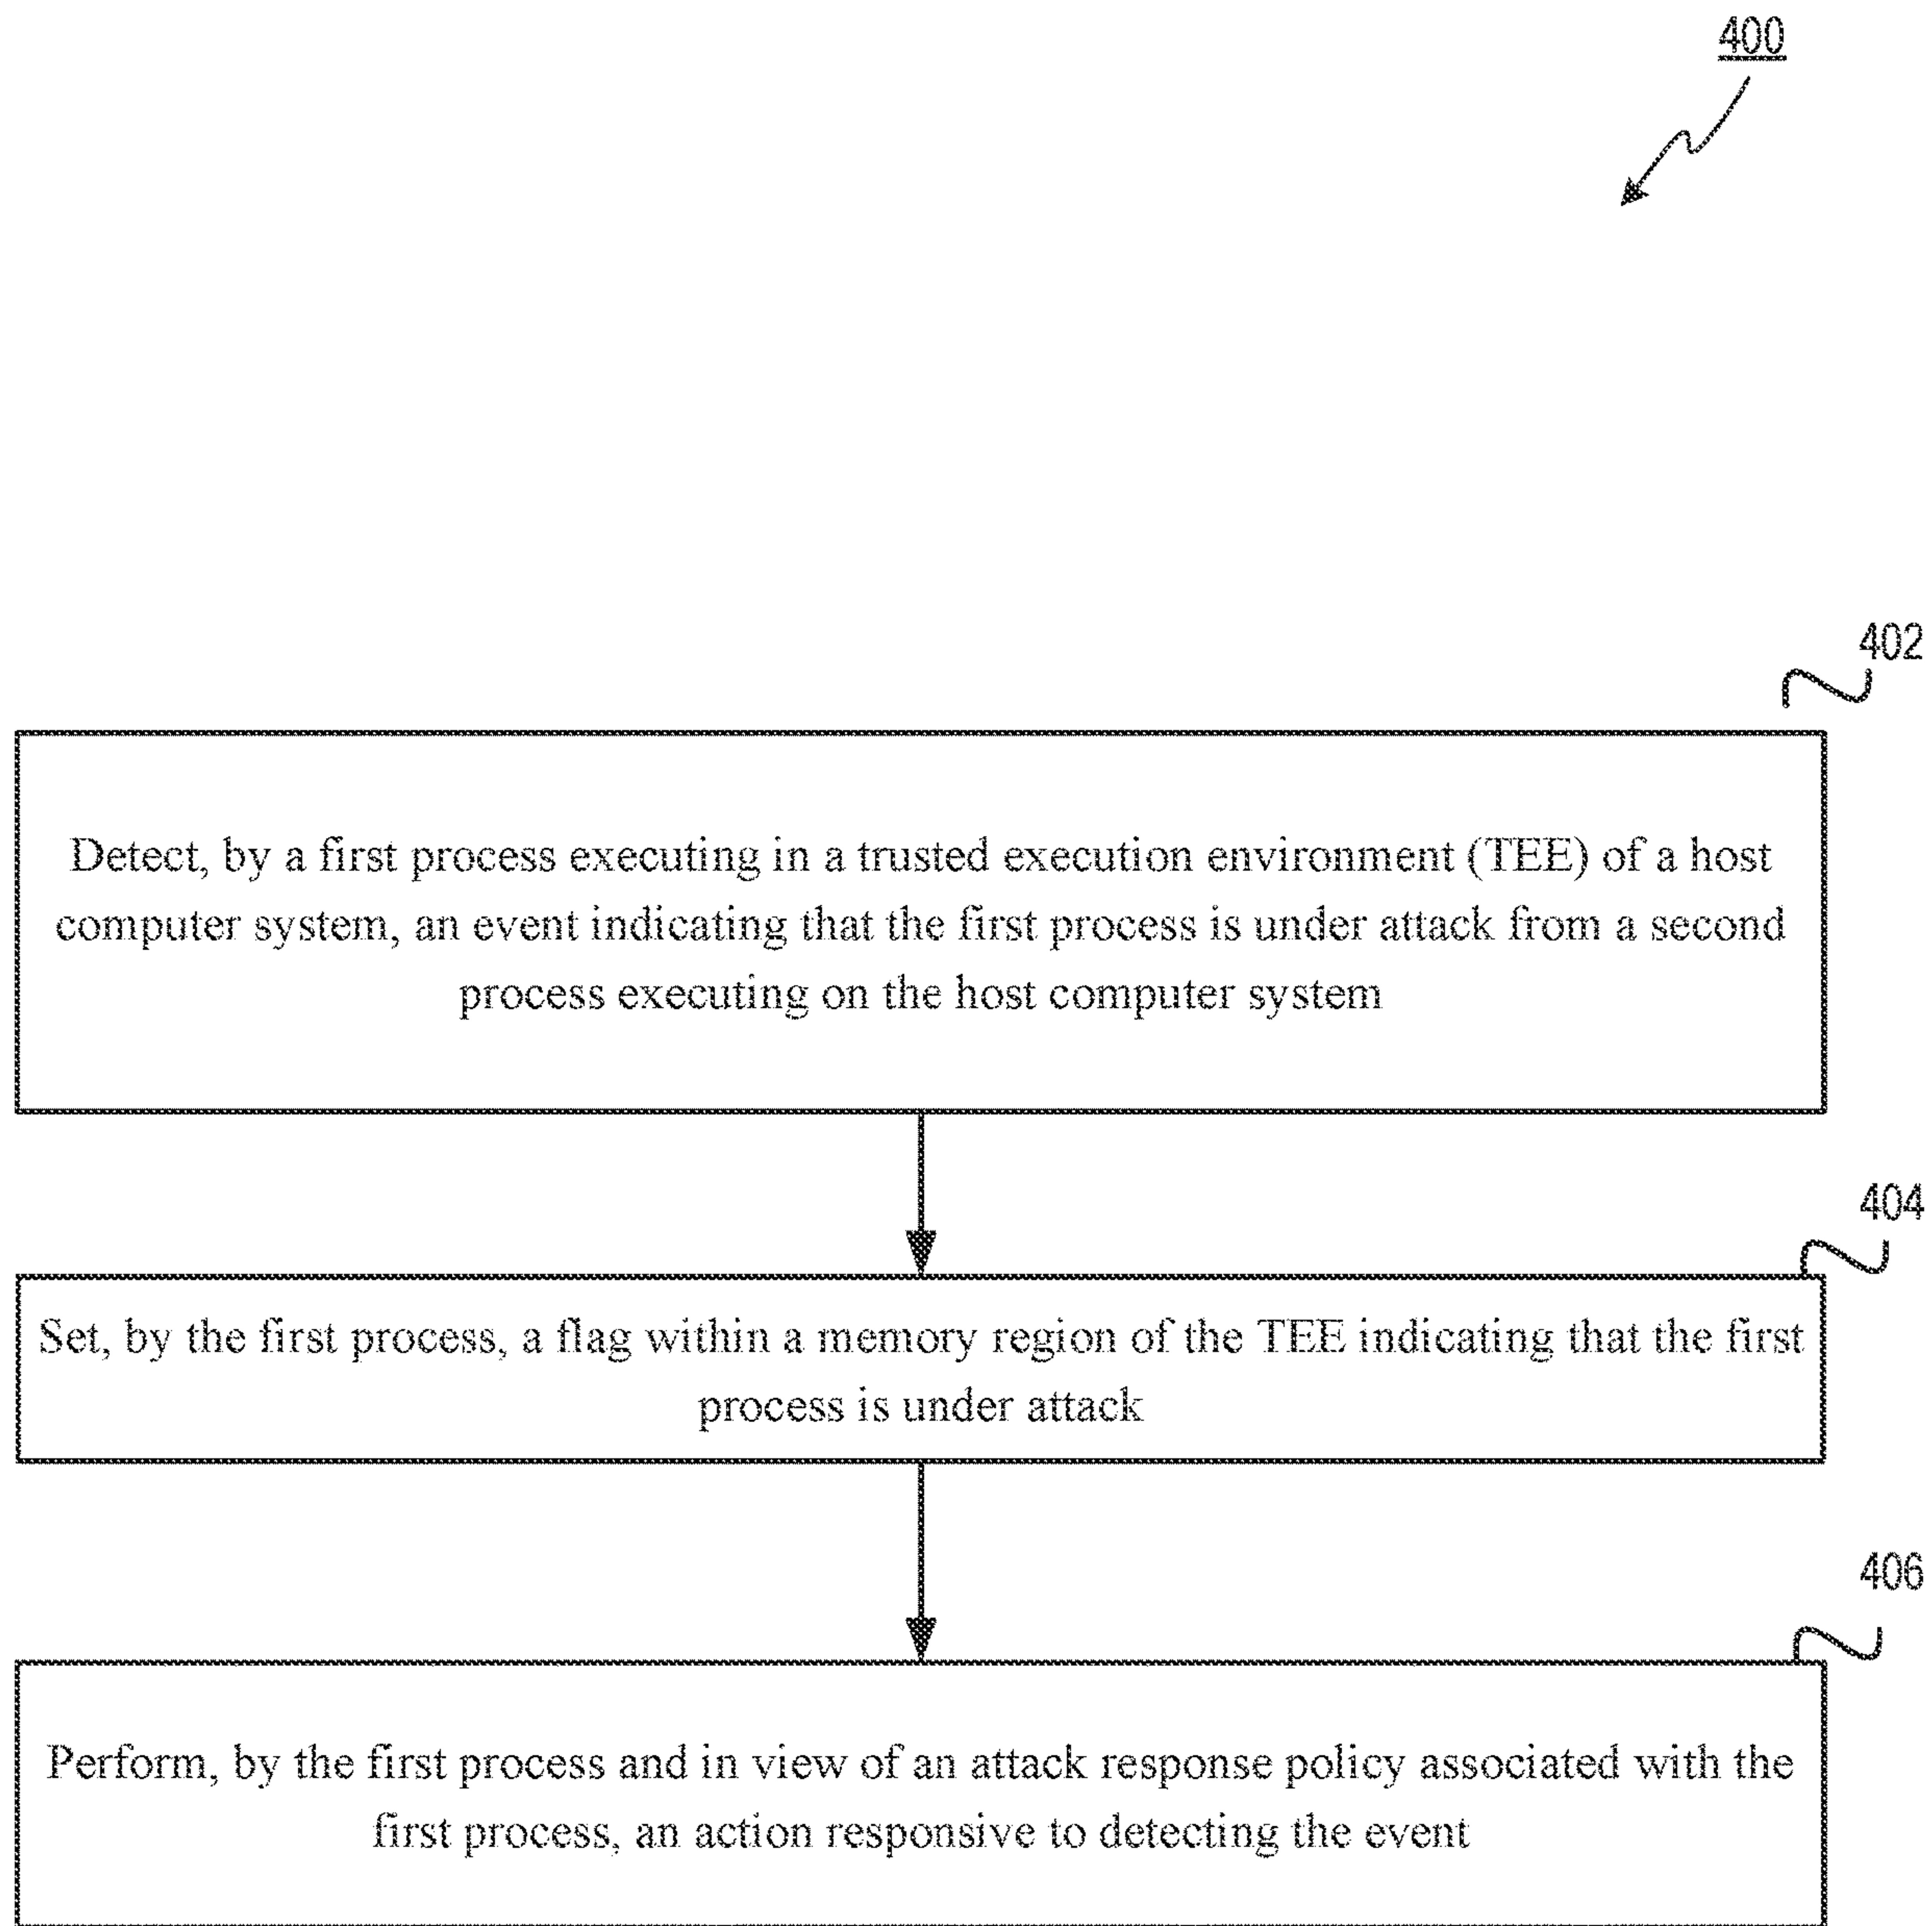 400
402
Detect, by a first process executing in a trusted execution environment (TEE) of a host
computer system, an event indicating that the first process is under attack from a second
process executing on the host computer system
404
Set, by the first process, a flag within a memory region of the TEE indicating that the first
process is under attack
406
Perform, by the first process and in view of an attack response policy associated with the
first process, an action responsive to detecting the event